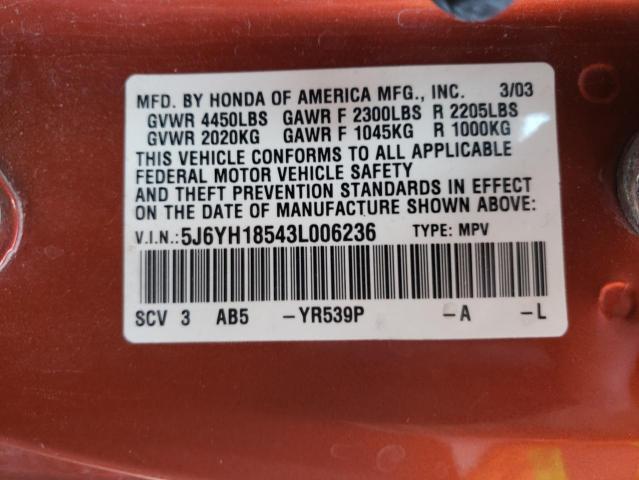 MFD. BY HONDA OF AMERICA MFG., INC. 3/03
GVWR 4450LBS GAWR F 2300LBS R 2205LBS
GVWR 2020KG GAWR F 1045KG R 1000KG
THIS VEHICLE CONFORMS TO ALL APPLICABLE
FEDERAL MOTOR VEHICLE SAFETY
AND THEFT PREVENTION STANDARDS IN EFFECT
ON THE DATE OF MANUFACTURE SHOWN ABOVE:
V.I.N.:5J6YH18543L006236 TYPE: MPV
SCV 3 AB5 -YR539P -A -L